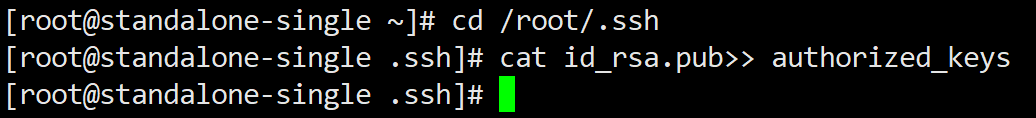 [root@standalone-single ~]# cd /root/.ssh
[root@standalone-single .ssh]# cat id_rsa.pub>> authorized_keys
[root@standalone-single .ssh]#